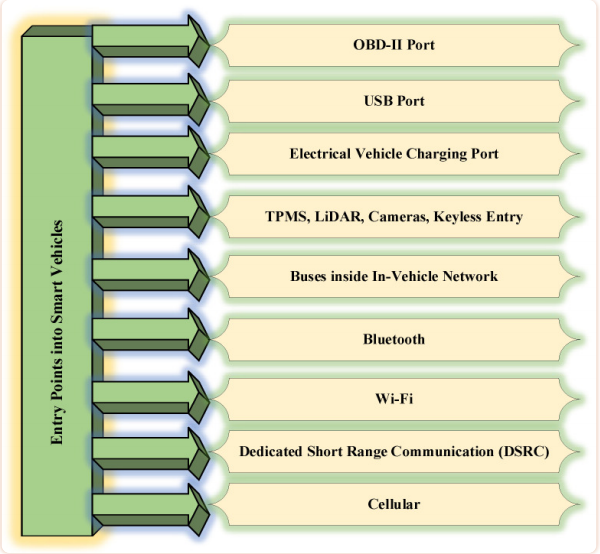 Entry Points into Smart Vehicles
OBD-II Port
USB Port
Electrical Vehicle Charging Port
TPMS, LiDAR, Cameras, Keyless Entry
Buses inside In-Vehicle Network
Bluetooth
Wi-Fi
Dedicated Short Range Communication (DSRC)
Cellular